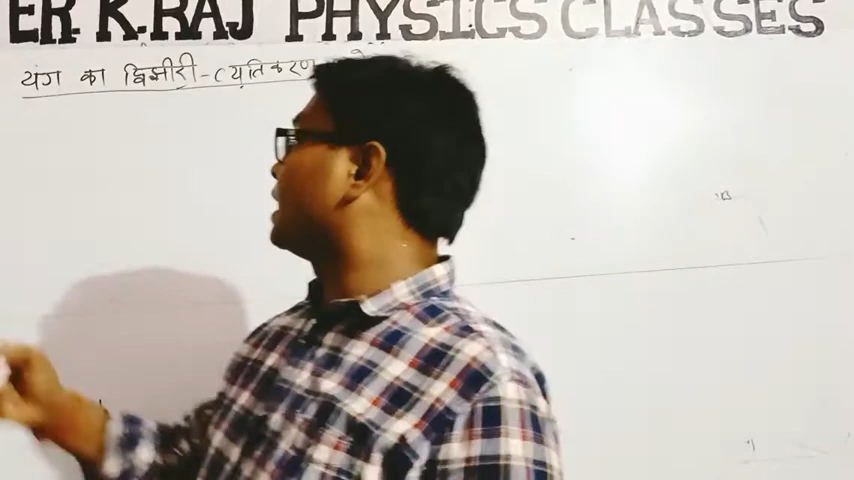 ER. K.RAJ PHYSICS CLASSES
यंग का द्विझीरी-व्यतिकरण